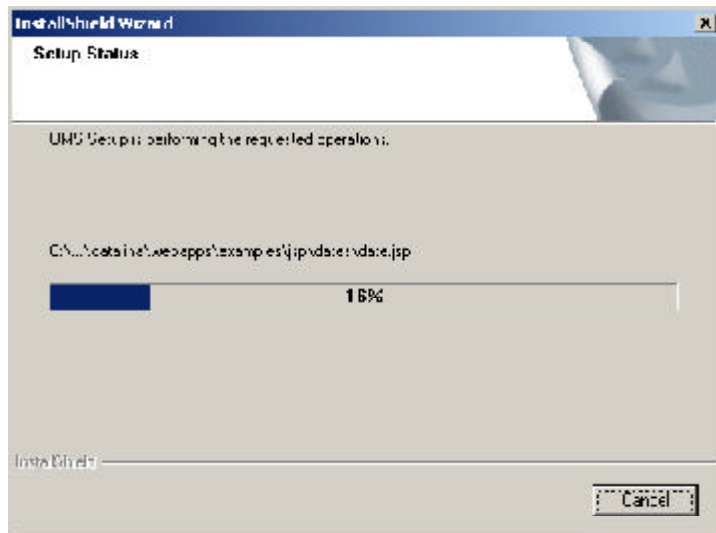 InstallShield Wizard
Setup Status
UMS Setup is performing the requested operations.
C:\...\catalina\webapps\examples\jsp\dates\date.jsp
16%
InstallShield
Cancel